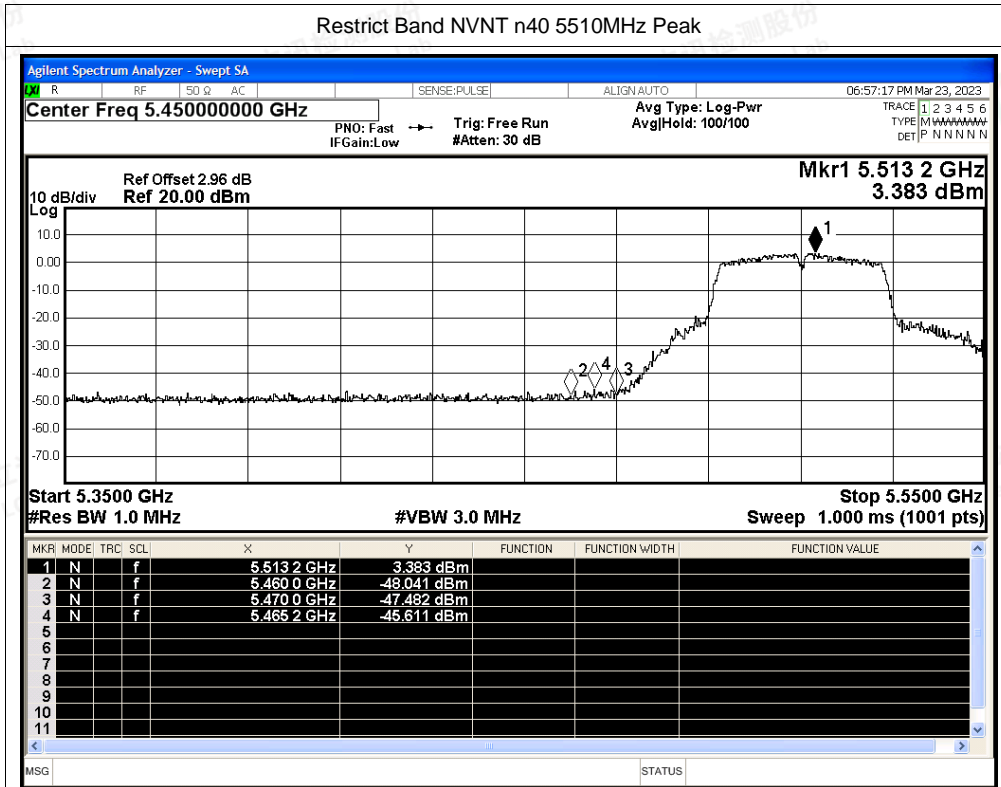 Restrict Band NVNT n40 5510MHz Peak
Agilent Spectrum Analyzer - Swept SA
LXI R RF 50 Ω AC SENSE:PULSE ALIGN AUTO 06:57:17 PM Mar 23, 2023
Center Freq 5.450000000 GHz Avg Type: Log-Pwr TRACE 1 2 3 4 5 6
PNO: Fast Trig: Free Run Avg|Hold: 100/100 TYPE M WWWWW
IFGain:Low #Atten: 30 dB DET P N N N N N
Mkr1 5.513 2 GHz
Ref Offset 2.96 dB
10 dB/div Ref 20.00 dBm 3.383 dBm
Log
10.0
0.00
-10.0
-20.0
-30.0
-40.0
-50.0
-60.0
-70.0
1
2 4 3
Start 5.3500 GHz Stop 5.5500 GHz
#Res BW 1.0 MHz #VBW 3.0 MHz Sweep 1.000 ms (1001 pts)
MKR MODE TRC SCL X Y FUNCTION FUNCTION WIDTH FUNCTION VALUE
1 N f 5.513 2 GHz 3.383 dBm
2 N f 5.460 0 GHz -48.041 dBm
3 N f 5.470 0 GHz -47.482 dBm
4 N f 5.465 2 GHz -45.611 dBm
5
6
7
8
9
10
11
MSG STATUS